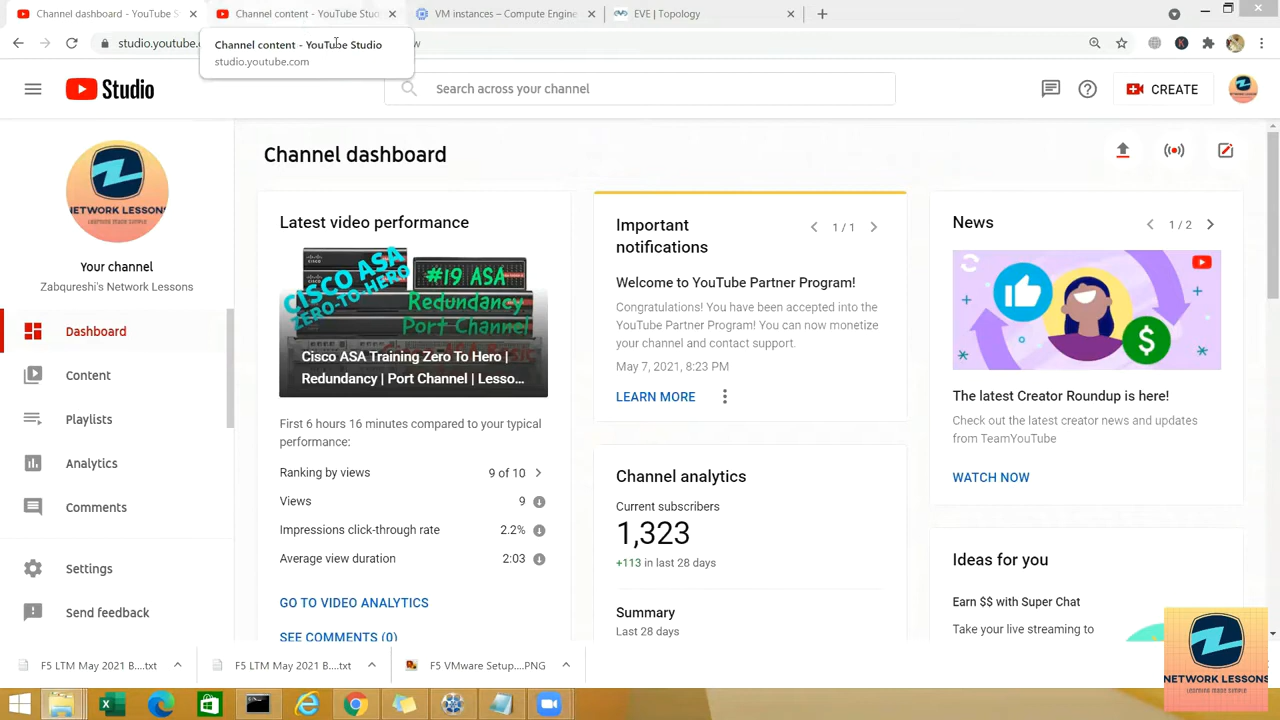 Channel dashboard - YouTube S
Channel content - YouTube Stud
VM instances – Compute Engine
EVE | Topology
studio.youtube.c
w
Channel content - YouTube Studio
studio.youtube.com
K
Studio
Search across your channel
CREATE
Channel dashboard
NETWORK LESSONS
LEARNING MADE SIMPLE
Your channel
Zabqureshi's Network Lessons
Dashboard
Content
Playlists
Analytics
Comments
Settings
Send feedback
Latest video performance
CISCO ASA
ZERO-TO-HERO
#19 ASA
Redundancy
Port Channel
Cisco ASA Training Zero To Hero |
Redundancy | Port Channel | Lesso...
First 6 hours 16 minutes compared to your typical
performance:
Ranking by views 9 of 10
Views 9
Impressions click-through rate 2.2%
Average view duration 2:03
GO TO VIDEO ANALYTICS
SEE COMMENTS (0)
Important
notifications
1 / 1
Welcome to YouTube Partner Program!
Congratulations! You have been accepted into the
YouTube Partner Program! You can now monetize
your channel and contact support.
May 7, 2021, 8:23 PM
LEARN MORE
Channel analytics
Current subscribers
1,323
+113 in last 28 days
Summary
Last 28 days
News
1 / 2
$
The latest Creator Roundup is here!
Check out the latest creator news and updates
from TeamYouTube
WATCH NOW
Ideas for you
Earn $$ with Super Chat
Take your live streaming to
F5 LTM May 2021 B....txt
F5 LTM May 2021 B....txt
F5 VMware Setup....PNG
NETWORK LESSONS
LEARNING MADE SIMPLE